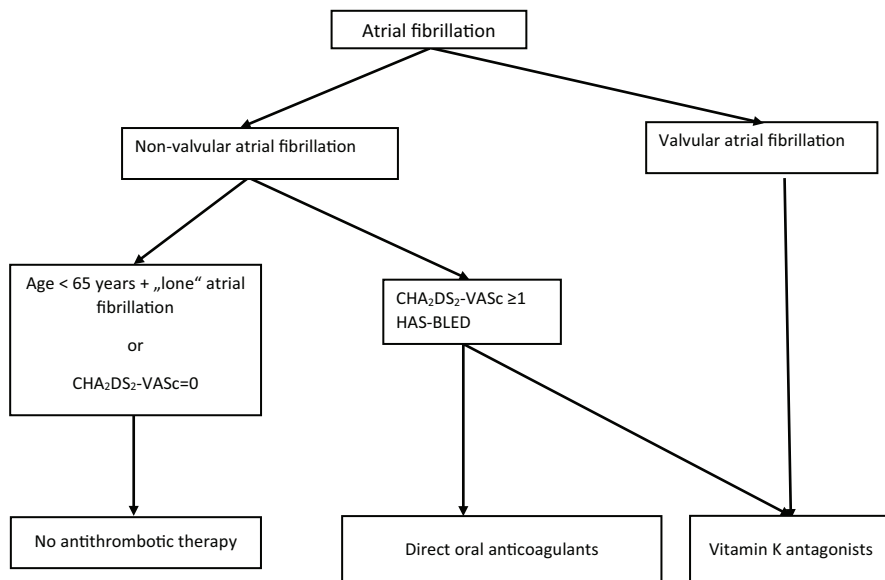 Atrial fibrillation
Non-valvular atrial fibrillation
Valvular atrial fibrillation
Age < 65 years + „lone“ atrial
fibrillation
or
CHA₂DS₂-VASc=0
CHA₂DS₂-VASc ≥1
HAS-BLED
No antithrombotic therapy
Direct oral anticoagulants
Vitamin K antagonists